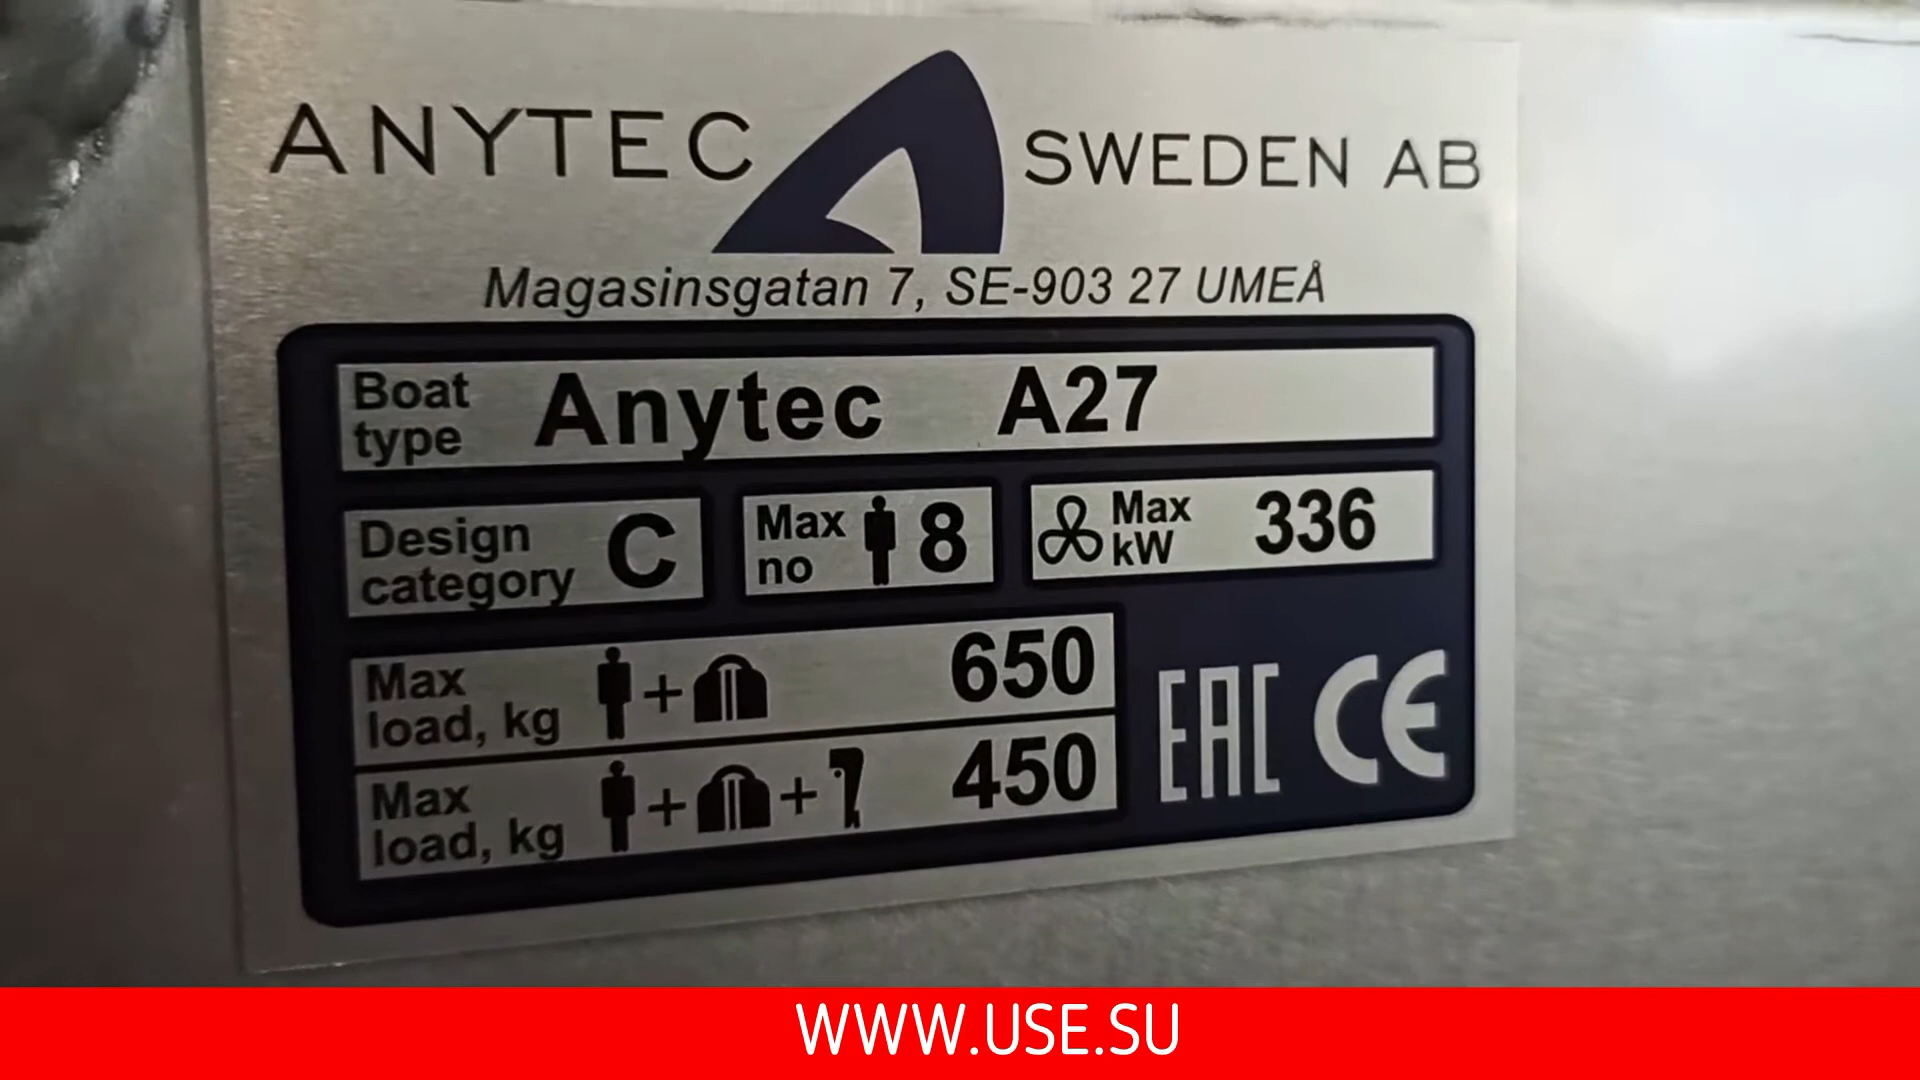 ANYTEC SWEDEN AB
Magasinsgatan 7, SE-903 27 UMEÅ
Boat type Anytec A27
Design category C Max no 8 Max kW 336
Max load, kg + 650
Max load, kg + + 450
EAC CE
WWW.USE.SU